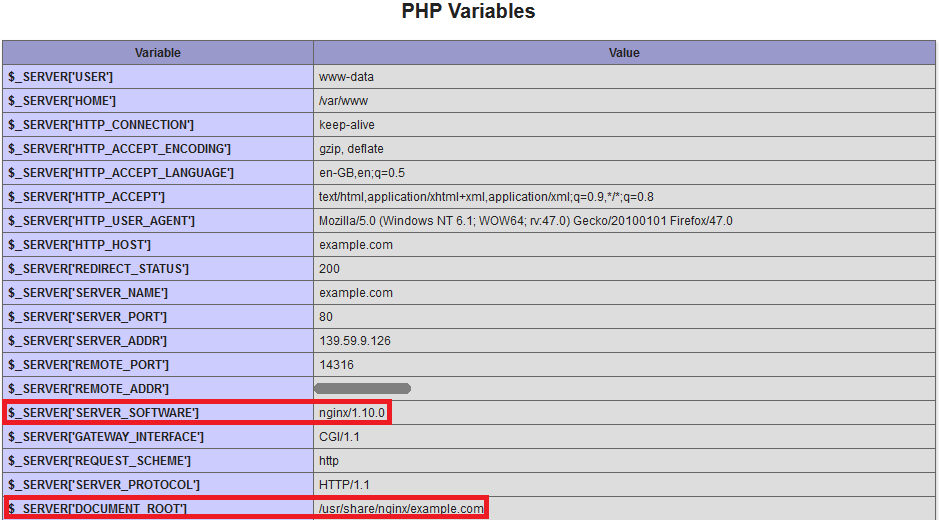 PHP Variables
Variable Value
$_SERVER['USER'] www-data
$_SERVER['HOME'] /var/www
$_SERVER['HTTP_CONNECTION'] keep-alive
$_SERVER['HTTP_ACCEPT_ENCODING'] gzip, deflate
$_SERVER['HTTP_ACCEPT_LANGUAGE'] en-GB,en;q=0.5
$_SERVER['HTTP_ACCEPT'] text/html,application/xhtml+xml,application/xml;q=0.9,*/*;q=0.8
$_SERVER['HTTP_USER_AGENT'] Mozilla/5.0 (Windows NT 6.1; WOW64; rv:47.0) Gecko/20100101 Firefox/47.0
$_SERVER['HTTP_HOST'] example.com
$_SERVER['REDIRECT_STATUS'] 200
$_SERVER['SERVER_NAME'] example.com
$_SERVER['SERVER_PORT'] 80
$_SERVER['SERVER_ADDR'] 139.59.9.126
$_SERVER['REMOTE_PORT'] 14316
$_SERVER['REMOTE_ADDR']
$_SERVER['SERVER_SOFTWARE'] nginx/1.10.0
$_SERVER['GATEWAY_INTERFACE'] CGI/1.1
$_SERVER['REQUEST_SCHEME'] http
$_SERVER['SERVER_PROTOCOL'] HTTP/1.1
$_SERVER['DOCUMENT_ROOT'] /usr/share/nginx/example.com